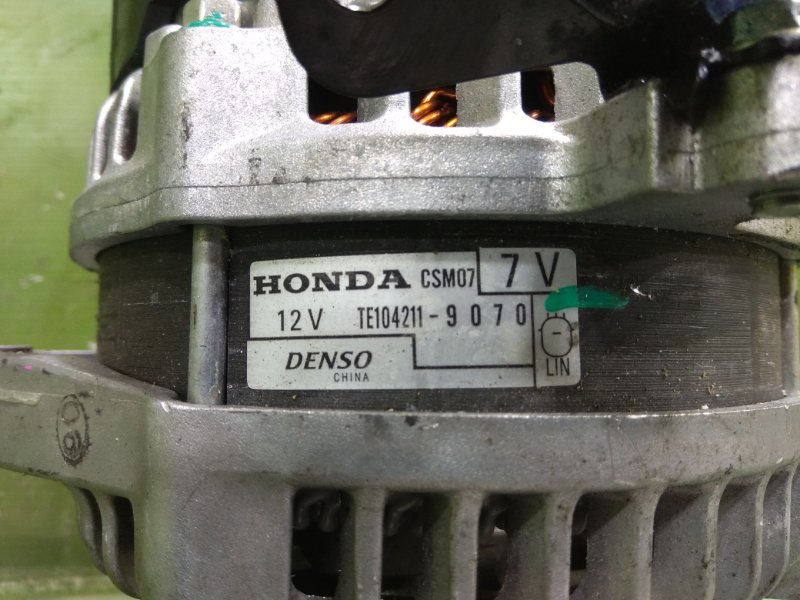 HONDA CSM07 7V
12V TE104211-9070
DENSO
CHINA
LIN